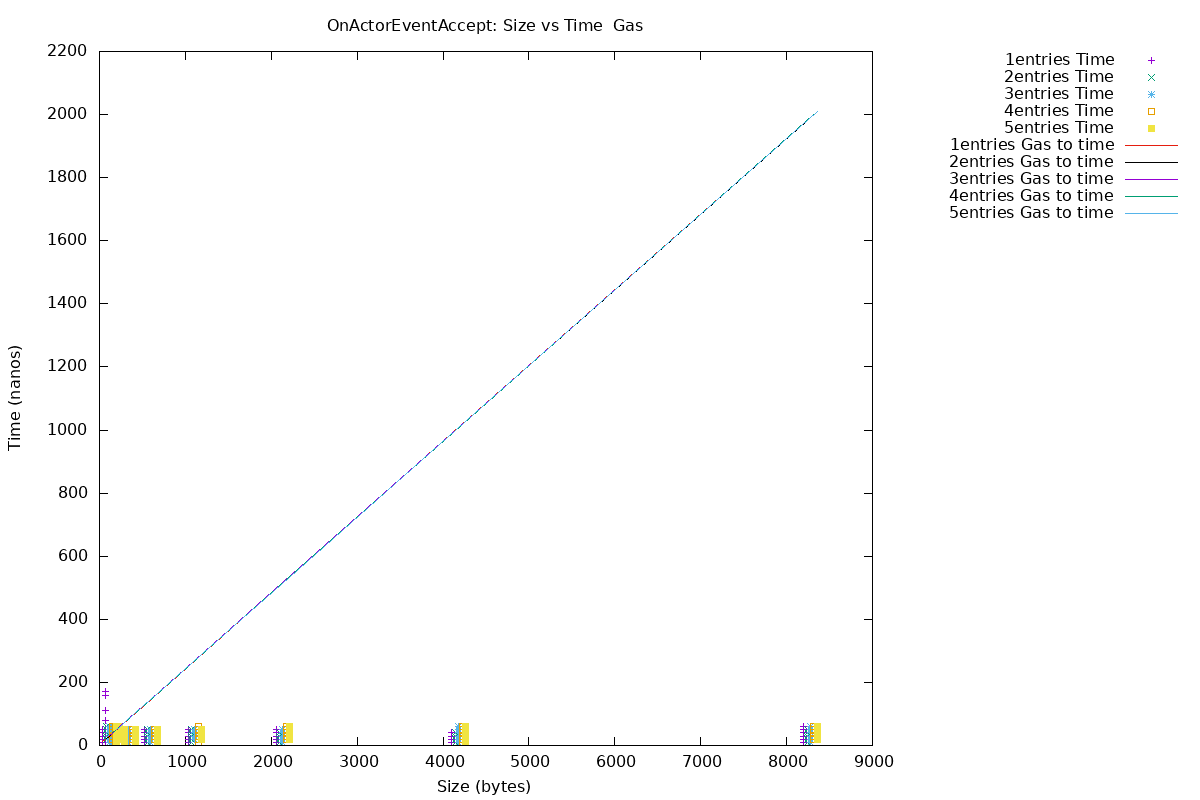 OnActorEventAccept: Size vs Time  Gas
1entries Time
2entries Time
3entries Time
4entries Time
5entries Time
1entries Gas to time
2entries Gas to time
3entries Gas to time
4entries Gas to time
5entries Gas to time
2200
2000
1800
1600
1400
1200
1000
800
600
400
200
0
Time (nanos)
0 1000 2000 3000 4000 5000 6000 7000 8000 9000
Size (bytes)